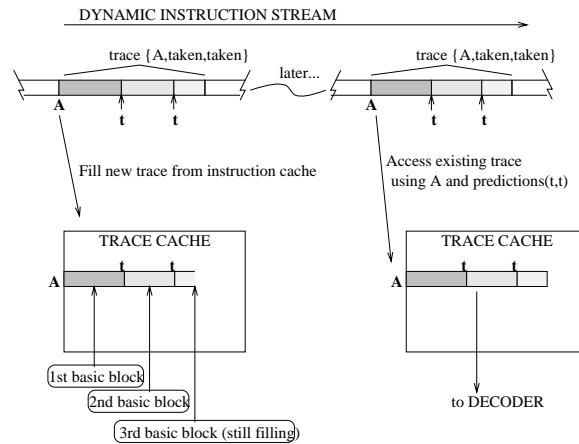 DYNAMIC INSTRUCTION STREAM
trace {A,taken,taken}
trace {A,taken,taken}
later...
A
t
t
A
t
t
Fill new trace from instruction cache
Access existing trace
using A and predictions(t,t)
TRACE CACHE
t
t
A
1st basic block
2nd basic block
3rd basic block (still filling)
TRACE CACHE
t
t
A
to DECODER